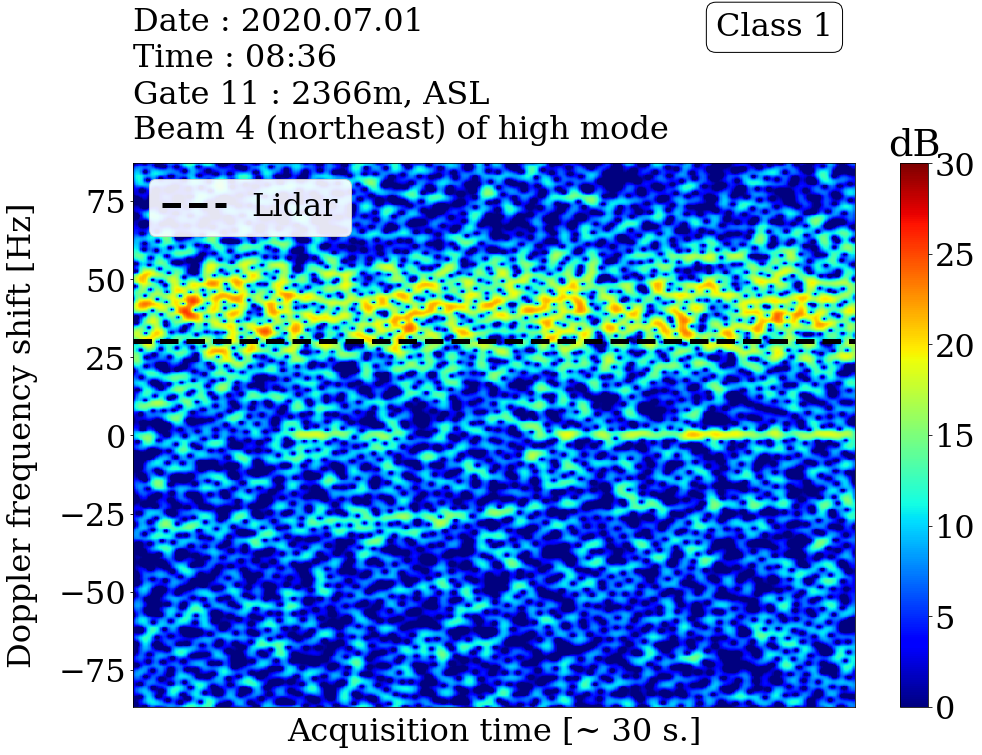 Date : 2020.07.01
Time : 08:36
Gate 11 : 2366m, ASL
Beam 4 (northeast) of high mode
Class 1
dB
Lidar
Doppler frequency shift [Hz]
75
50
25
0
−25
−50
−75
30
25
20
15
10
5
0
Acquisition time [~ 30 s.]